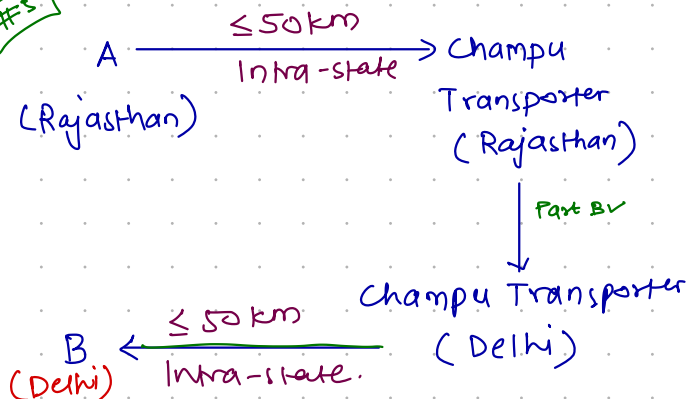 #5
≤50km
A → Champu
Intra-state
(Rajasthan)
Transporter
(Rajasthan)
Part B✓
Champu Transporter
(Delhi)
≤50km
B ←
Intra-state.
(Delhi)